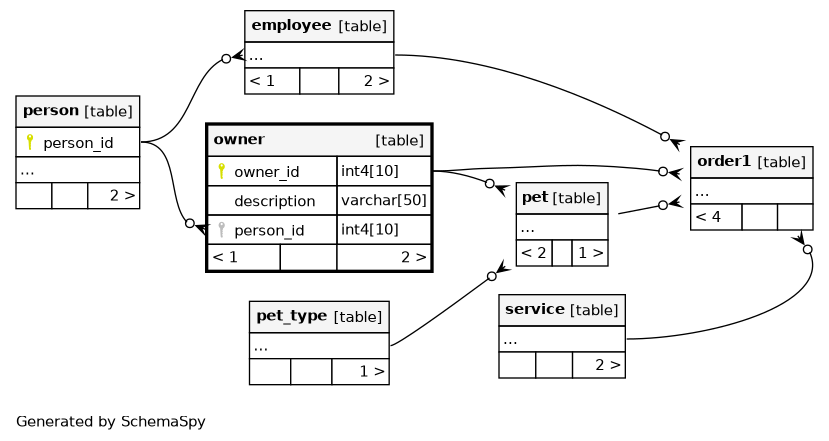 employee [table]
...
< 1 2 >
person [table]
person_id
...
2 >
owner [table]
owner_id int4[10]
description varchar[50]
person_id int4[10]
< 1 2 >
order1 [table]
...
< 4
pet [table]
...
< 2 1 >
pet_type [table]
...
1 >
service [table]
...
2 >
Generated by SchemaSpy